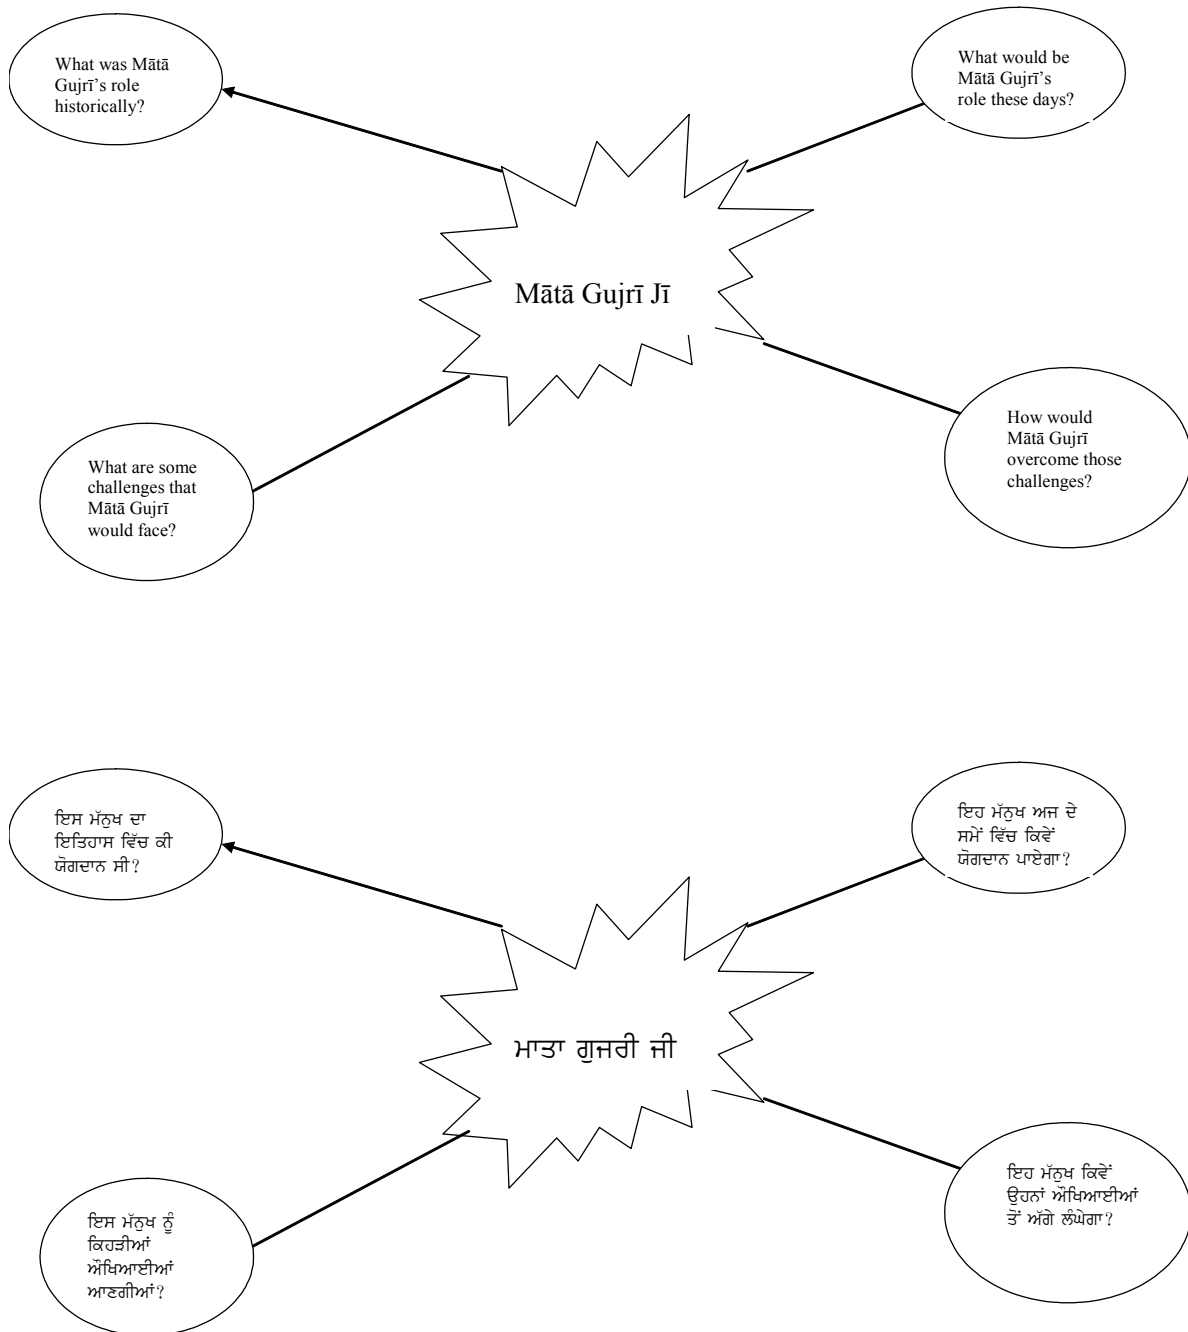 What was Mātā
Gujrī's role
historically?
What would be
Mātā Gujrī's
role these days?
Mātā Gujrī Jī
What are some
challenges that
Mātā Gujrī
would face?
How would
Mātā Gujrī
overcome those
challenges?
ਇਸ ਮੱਨੁਖ ਦਾ
ਇਤਿਹਾਸ ਵਿੱਚ ਕੀ
ਯੋਗਦਾਨ ਸੀ?
ਇਹ ਮੱਨੁਖ ਅਜ ਦੇ
ਸਮੇਂ ਵਿੱਚ ਕਿਵੇਂ
ਯੋਗਦਾਨ ਪਾਏਗਾ?
ਮਾਤਾ ਗੁਜਰੀ ਜੀ
ਇਸ ਮੱਨੁਖ ਨੂੰ
ਕਿਹੜੀਆਂ
ਔਖਿਆਈਆਂ
ਆਣਗੀਆਂ?
ਇਹ ਮੱਨੁਖ ਕਿਵੇਂ
ਉਹਨਾਂ ਔਖਿਆਈਆਂ
ਤੋਂ ਅੱਗੇ ਲੰਘੇਗਾ?